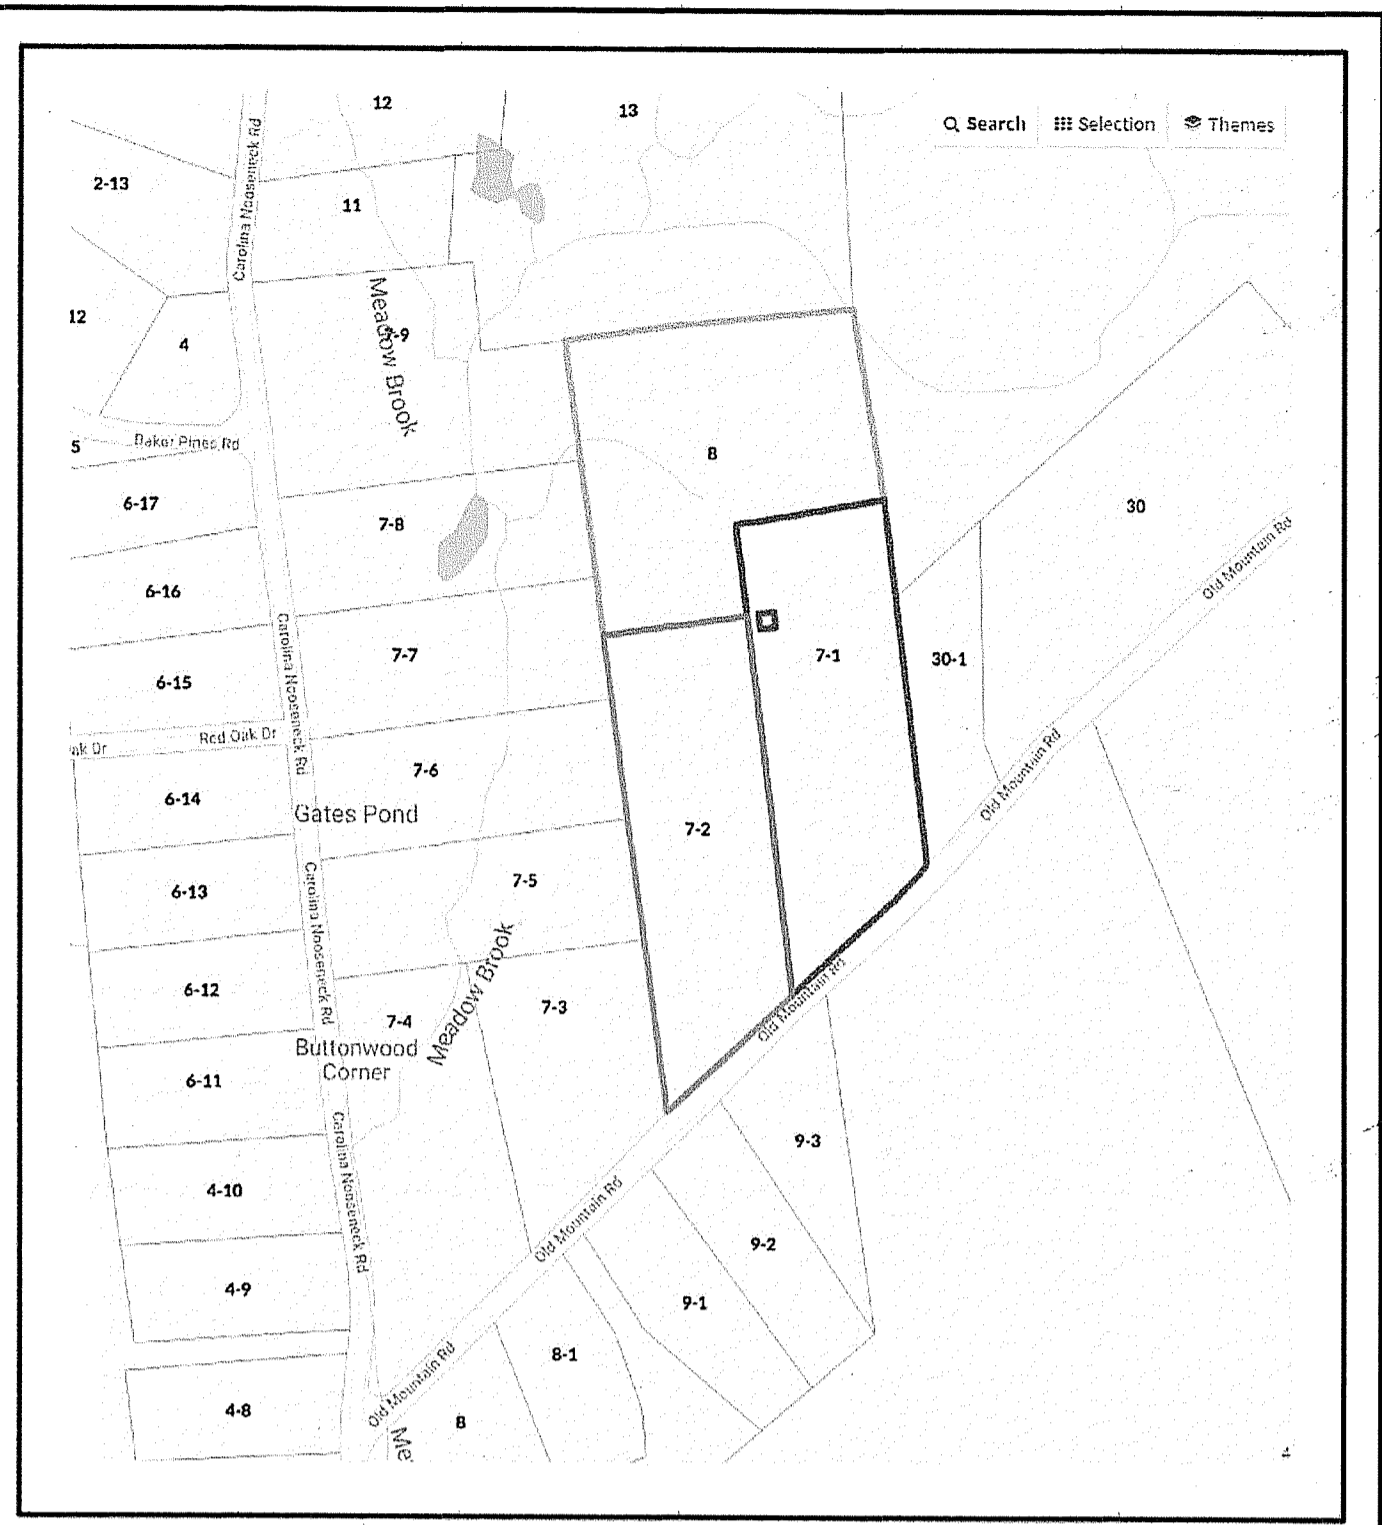 12
13
Search
Selection
Themes
Carolina Nooseneck Rd
2-13
11
Meadow Brook
12
4
5
Baker Pines Rd
8
6-17
7-8
30
Old Mountain Rd
6-16
Carolina Nooseneck Rd
7-7
7-1
30-1
6-15
Red Oak Dr
ak Dr
7-6
Old Mountain Rd
6-14
Gates Pond
7-2
6-13
Carolina Nooseneck Rd
7-5
Meadow Brook
6-12
7-4
7-3
Old Mountain Rd
Buttonwood
Corner
6-11
Carolina Nooseneck Rd
9-3
4-10
Old Mountain Rd
9-2
4-9
9-1
8-1
Old Mountain Rd
4-8
8
Me